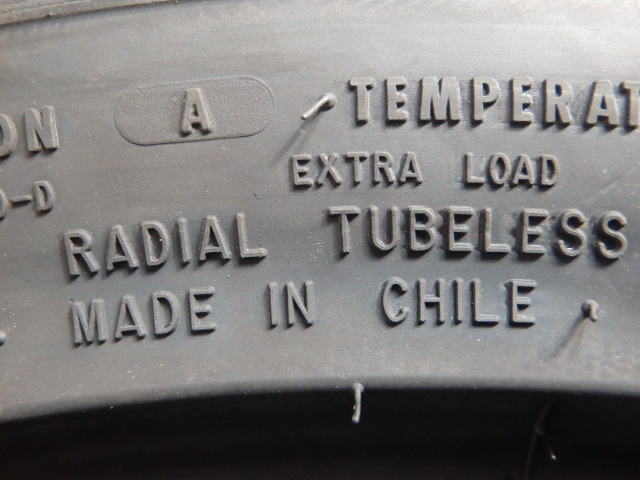 A TEMPERAT
EXTRA LOAD
RADIAL TUBELESS
MADE IN CHILE